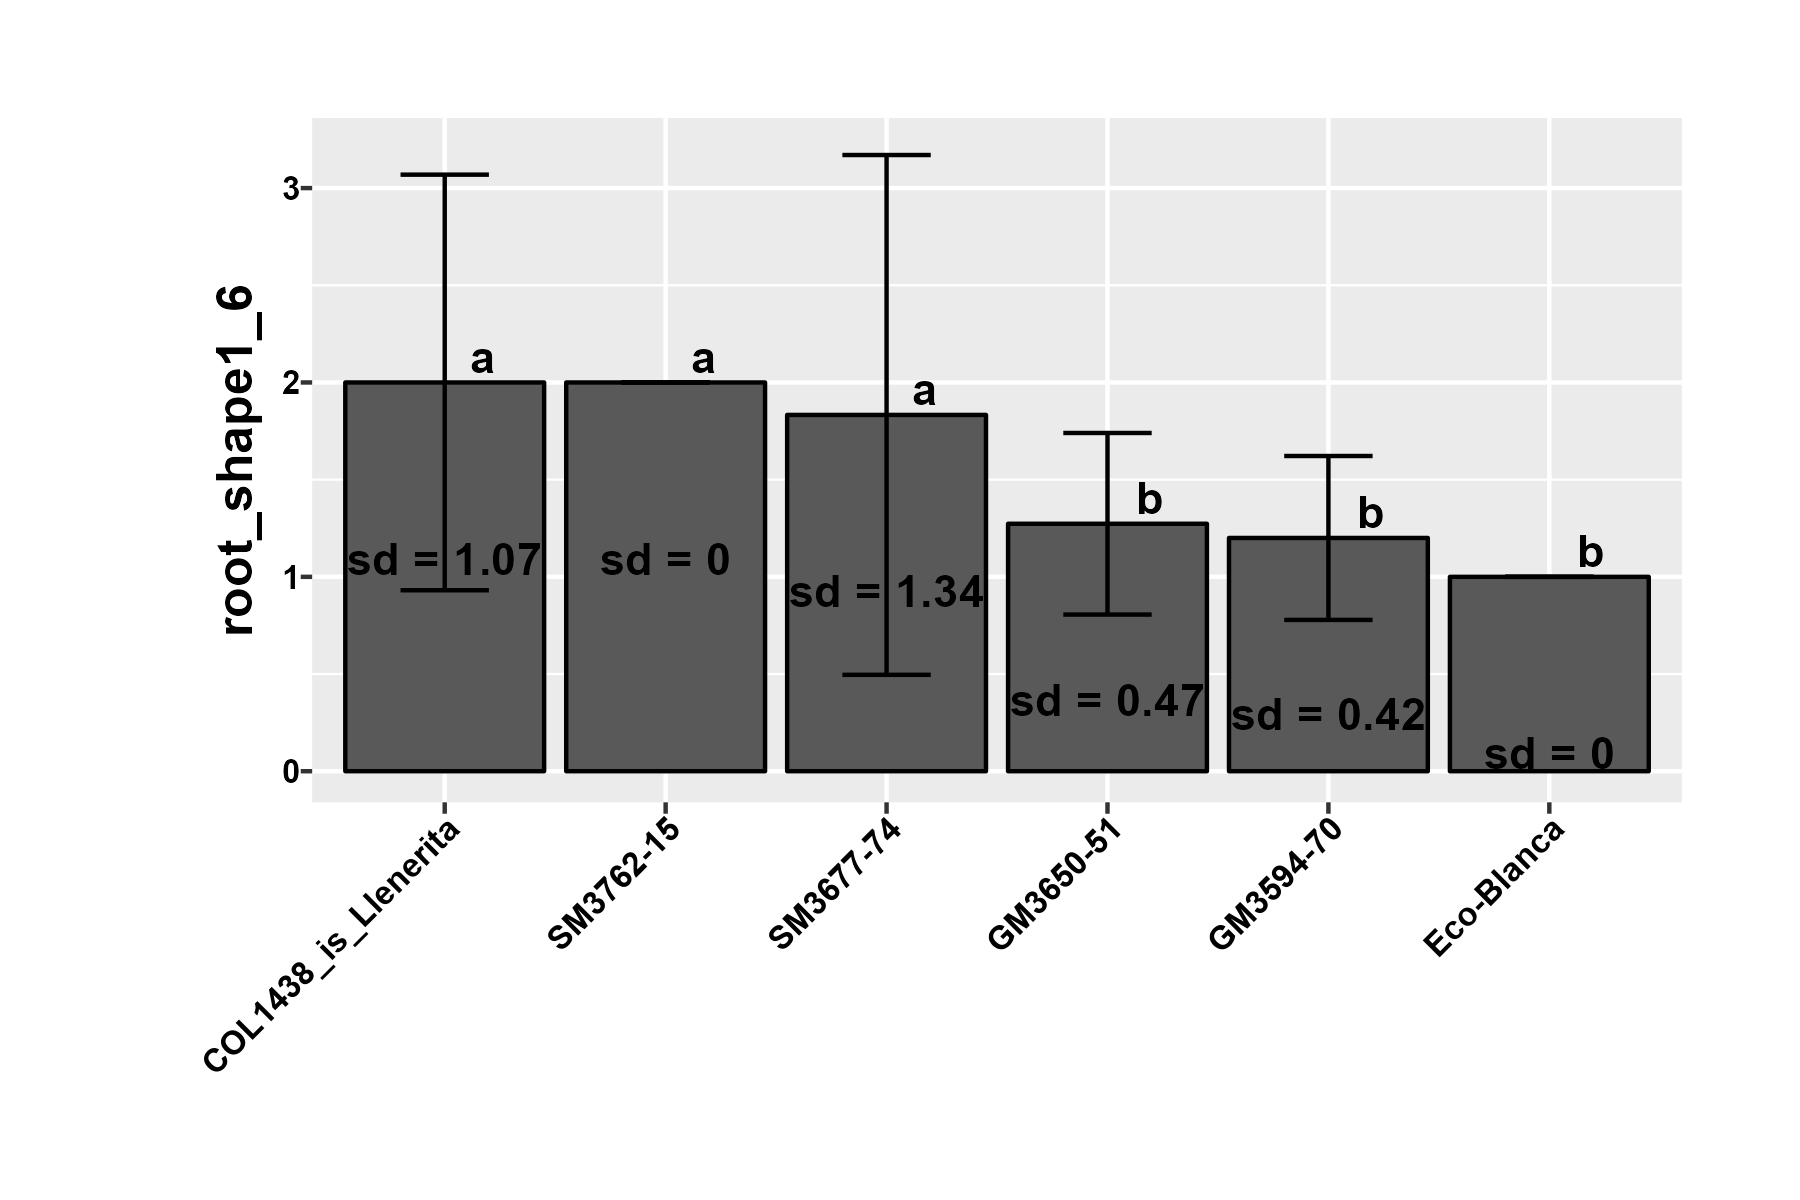 root_shape1_6
3
2
1
0
a
a
a
b
b
b
sd = 1.07
sd = 0
sd = 1.34
sd = 0.47
sd = 0.42
sd = 0
COL1438_is_Llenerita
SM3762-15
SM3677-74
GM3650-51
GM3594-70
Eco-Blanca